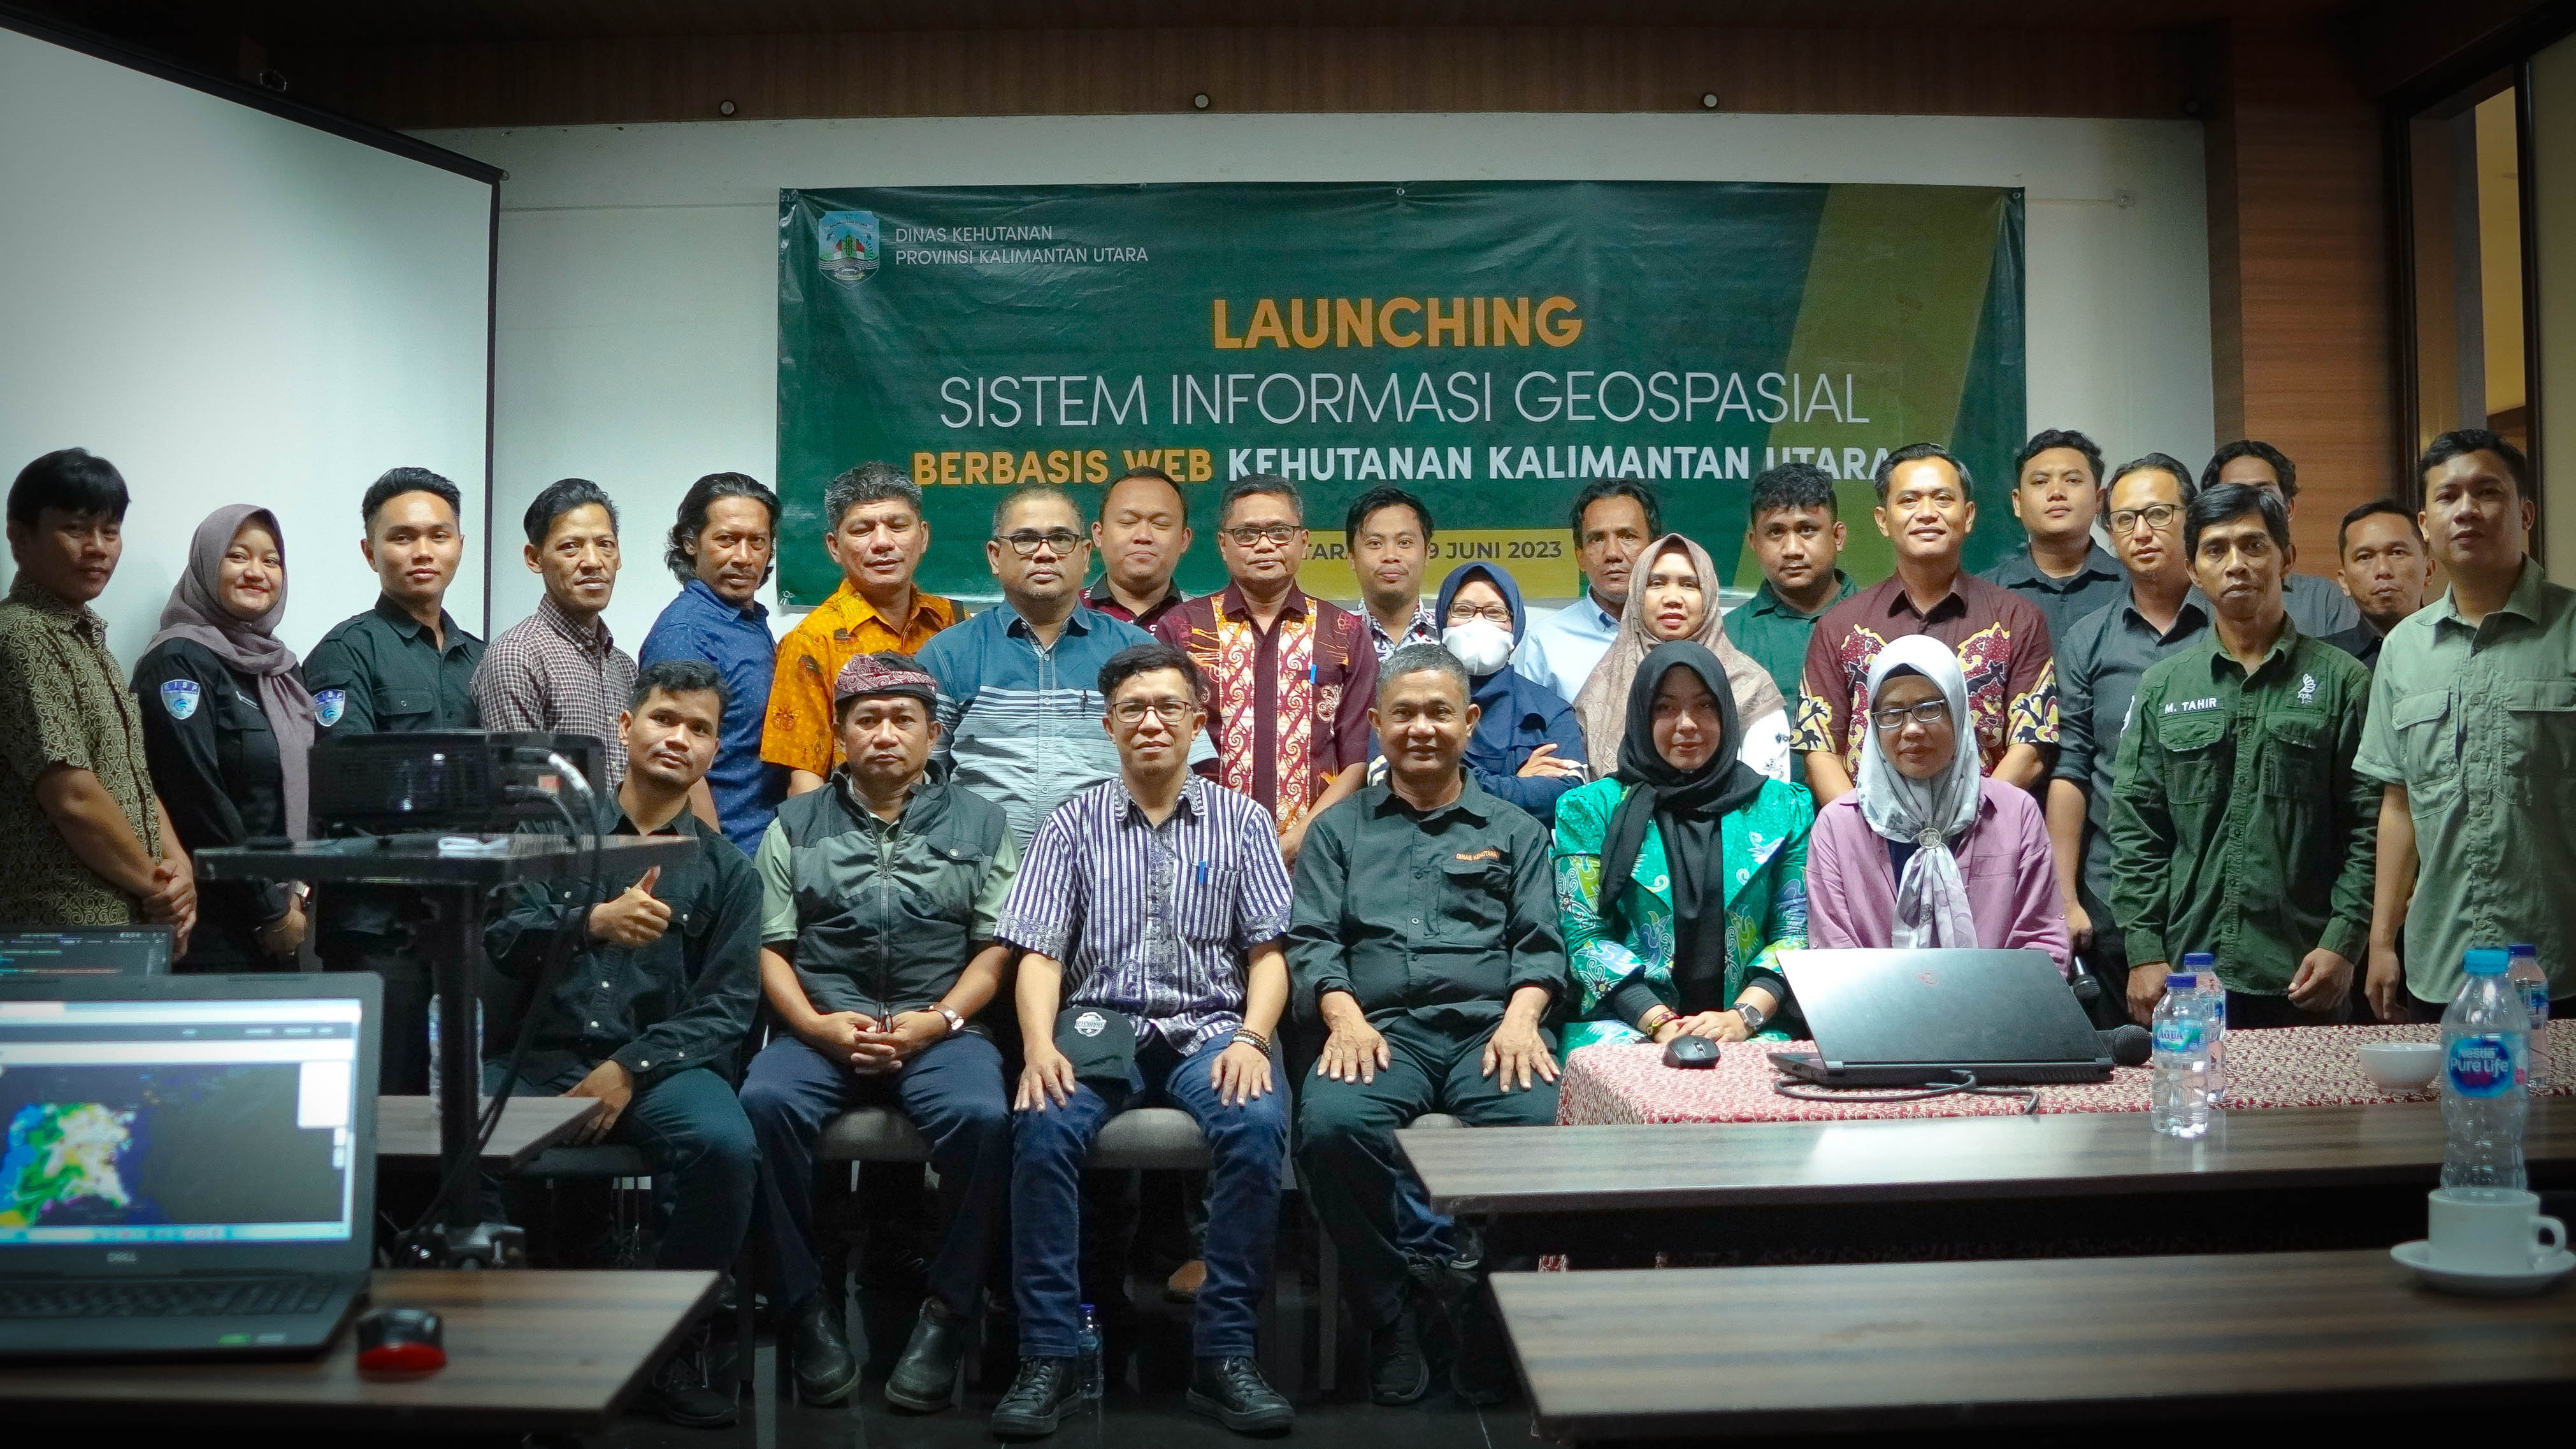 DINAS KEHUTANAN
PROVINSI KALIMANTAN UTARA
LAUNCHING
SISTEM INFORMASI GEOSPASIAL
BERBASIS WEB KEHUTANAN KALIMANTAN UTARA
9 JUNI 2023
M. TAHIR
DINAS KEHUTANAN
AQUA
Nestle
Pure Life
DELL